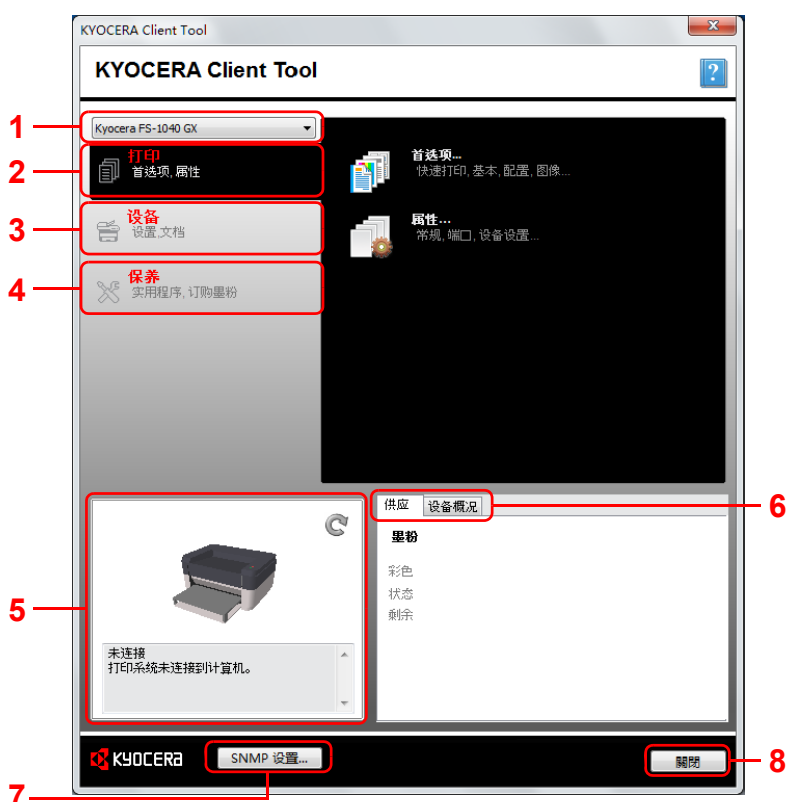 KYOCERA Client Tool
KYOCERA Client Tool
?
1
Kyocera FS-1040 GX
2
打印
首选项, 属性
首选项...
快速打印, 基本, 配置, 图像...
3
设备
设置 文档
属性...
常规, 端口, 设备设置...
4
保养
实用程序, 订购墨粉
供应
设备概况
6
墨粉
彩色
状态
剩余
5
未连接
打印系统未连接到计算机。
KYOCERA
SNMP 设置...
關閉
8
7